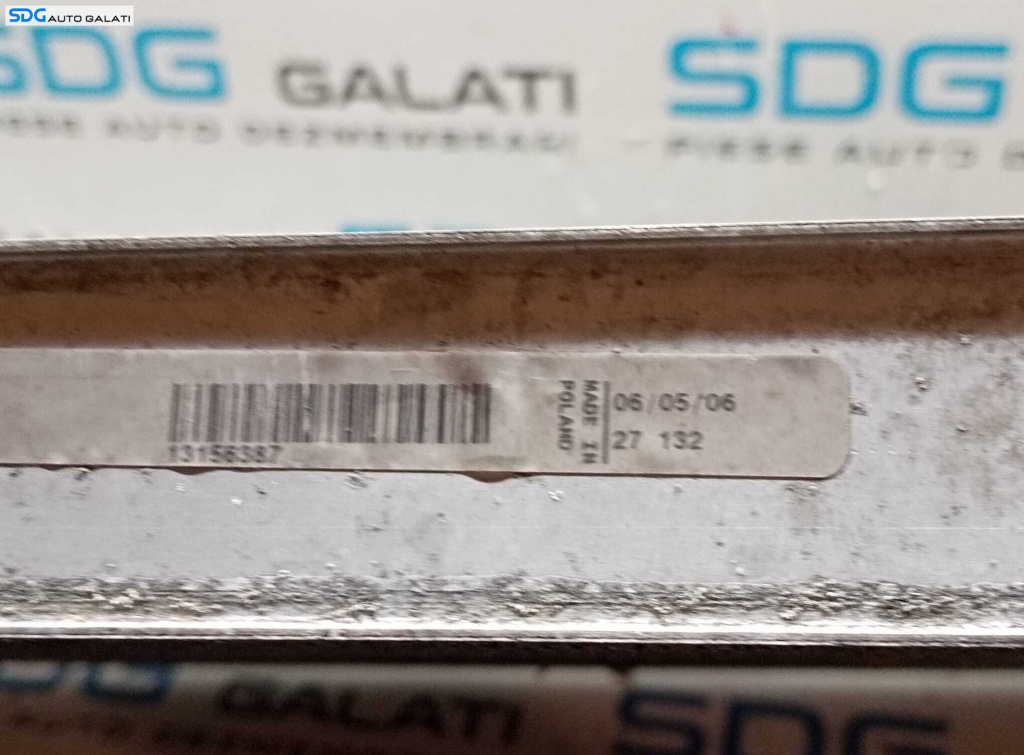 SDG AUTO GALATI
SDG GALATI SDG
PIESE AUTO DEZMEMBRARI PIESE AUTO
13156387
MADE IN
POLAND
06/05/06
27 132
SDG GALATI SDG